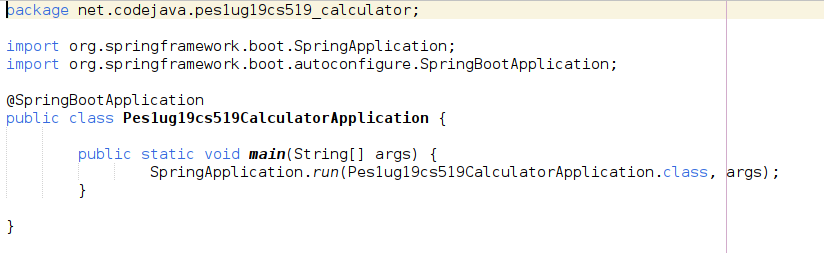 package net.codejava.pes1ug19cs519_calculator;
import org.springframework.boot.SpringApplication;
import org.springframework.boot.autoconfigure.SpringBootApplication;
@SpringBootApplication
public class Pes1ug19cs519CalculatorApplication {
public static void main(String[] args) {
SpringApplication.run(Pes1ug19cs519CalculatorApplication.class, args);
}
}